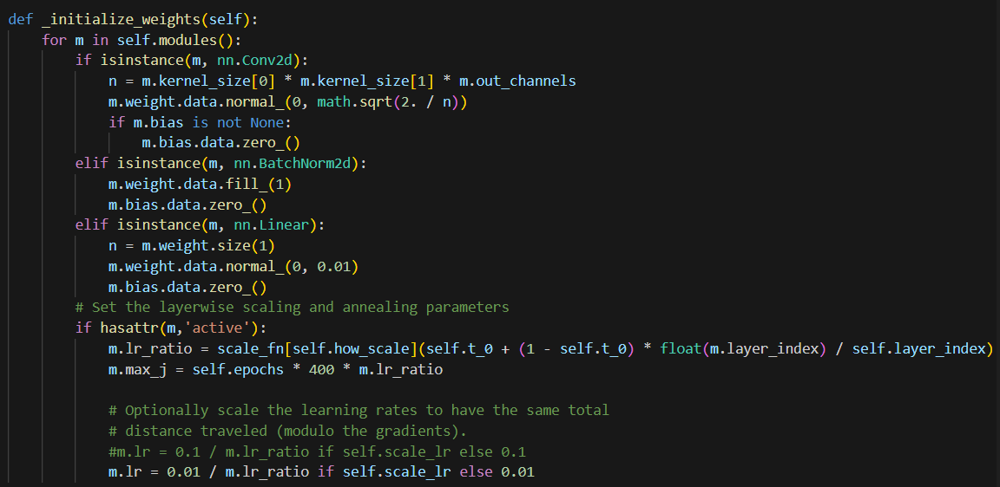 def _initialize_weights(self):
    for m in self.modules():
        if isinstance(m, nn.Conv2d):
            n = m.kernel_size[0] * m.kernel_size[1] * m.out_channels
            m.weight.data.normal_(0, math.sqrt(2. / n))
            if m.bias is not None:
                m.bias.data.zero_()
        elif isinstance(m, nn.BatchNorm2d):
            m.weight.data.fill_(1)
            m.bias.data.zero_()
        elif isinstance(m, nn.Linear):
            n = m.weight.size(1)
            m.weight.data.normal_(0, 0.01)
            m.bias.data.zero_()
        # Set the layerwise scaling and annealing parameters
        if hasattr(m,'active'):
            m.lr_ratio = scale_fn[self.how_scale](self.t_0 + (1 - self.t_0) * float(m.layer_index) / self.layer_index)
            m.max_j = self.epochs * 400 * m.lr_ratio

            # Optionally scale the learning rates to have the same total
            # distance traveled (modulo the gradients).
            #m.lr = 0.1 / m.lr_ratio if self.scale_lr else 0.1
            m.lr = 0.01 / m.lr_ratio if self.scale_lr else 0.01